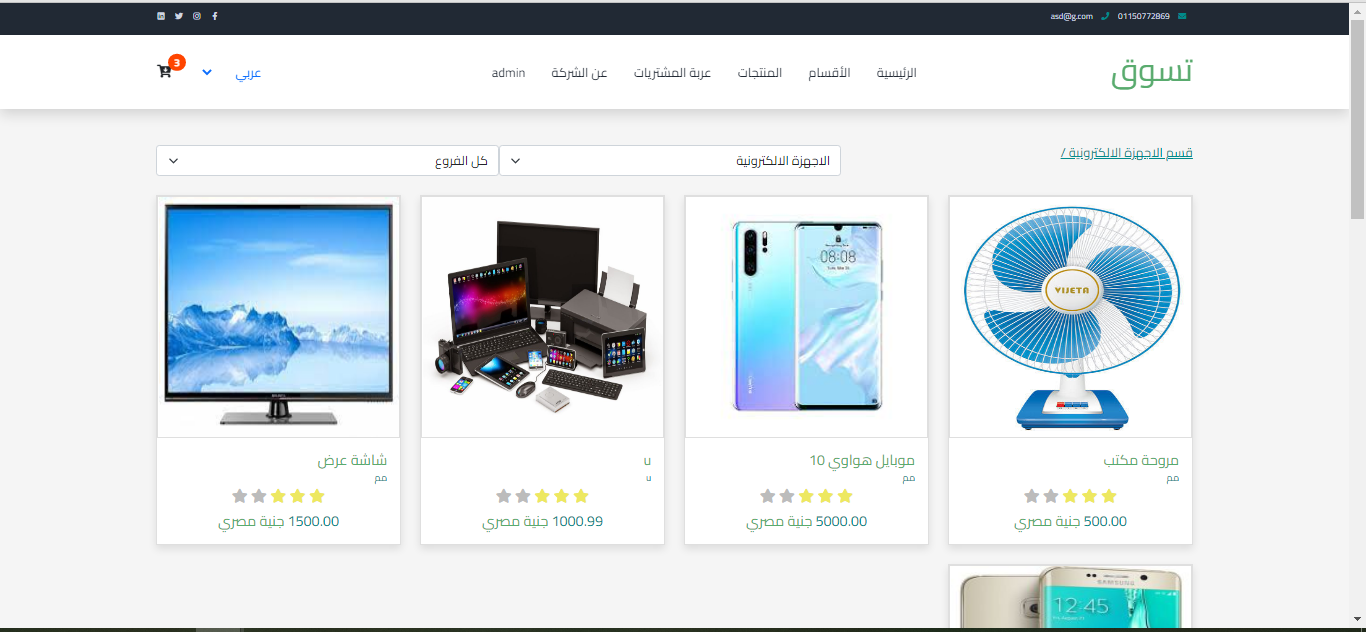 asd@g.com 01150772869
تسوق
الرئيسية الأقسام المنتجات عربة المشتريات عن الشركة admin
عربي
3
قسم الاجهزة الالكترونية /
الاجهزة الالكترونية
كل الفروع
VIJETA
مروحة مكتب
مم
500.00 جنية مصري
08:08
موبايل هواوي 10
مم
5000.00 جنية مصري
u
u
1000.99 جنية مصري
شاشة عرض
مم
1500.00 جنية مصري
SAMSUNG
12:45